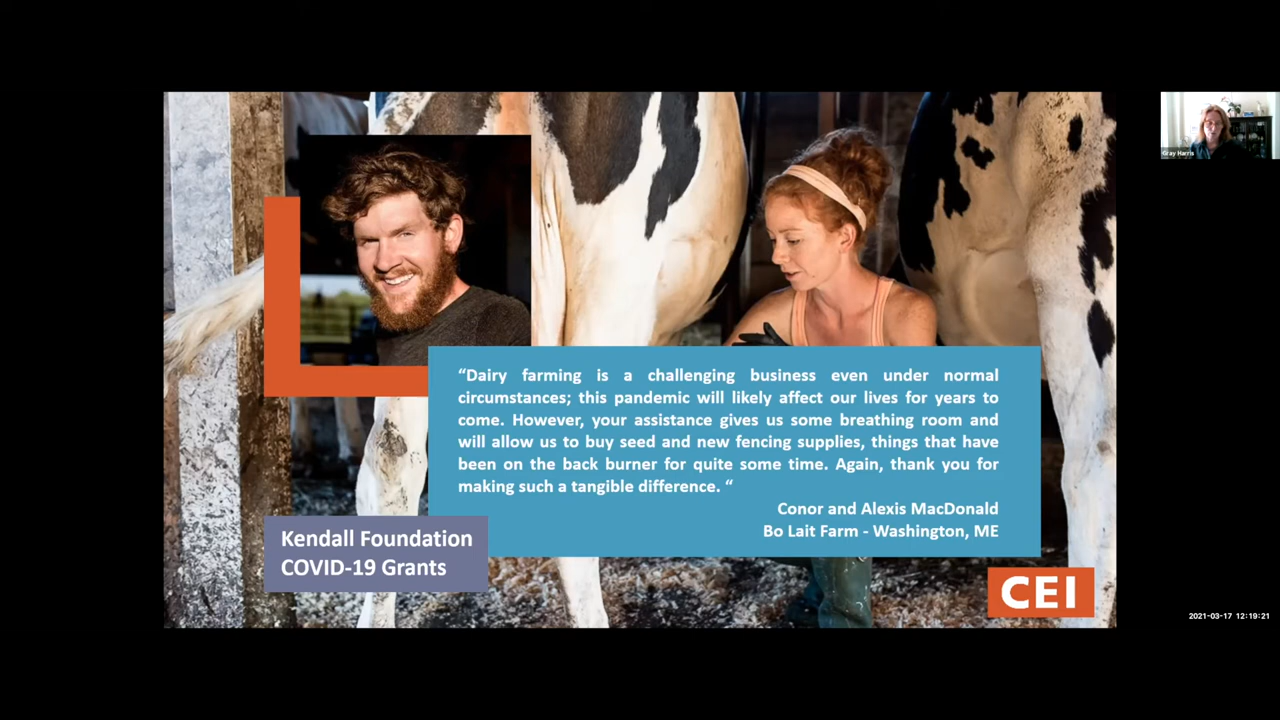 Gray Harris
“Dairy farming is a challenging business even under normal
circumstances; this pandemic will likely affect our lives for years to
come. However, your assistance gives us some breathing room and
will allow us to buy seed and new fencing supplies, things that have
been on the back burner for quite some time. Again, thank you for
making such a tangible difference. “
Conor and Alexis MacDonald
Bo Lait Farm - Washington, ME
Kendall Foundation
COVID-19 Grants
CEI
2021-03-17 12:19:21